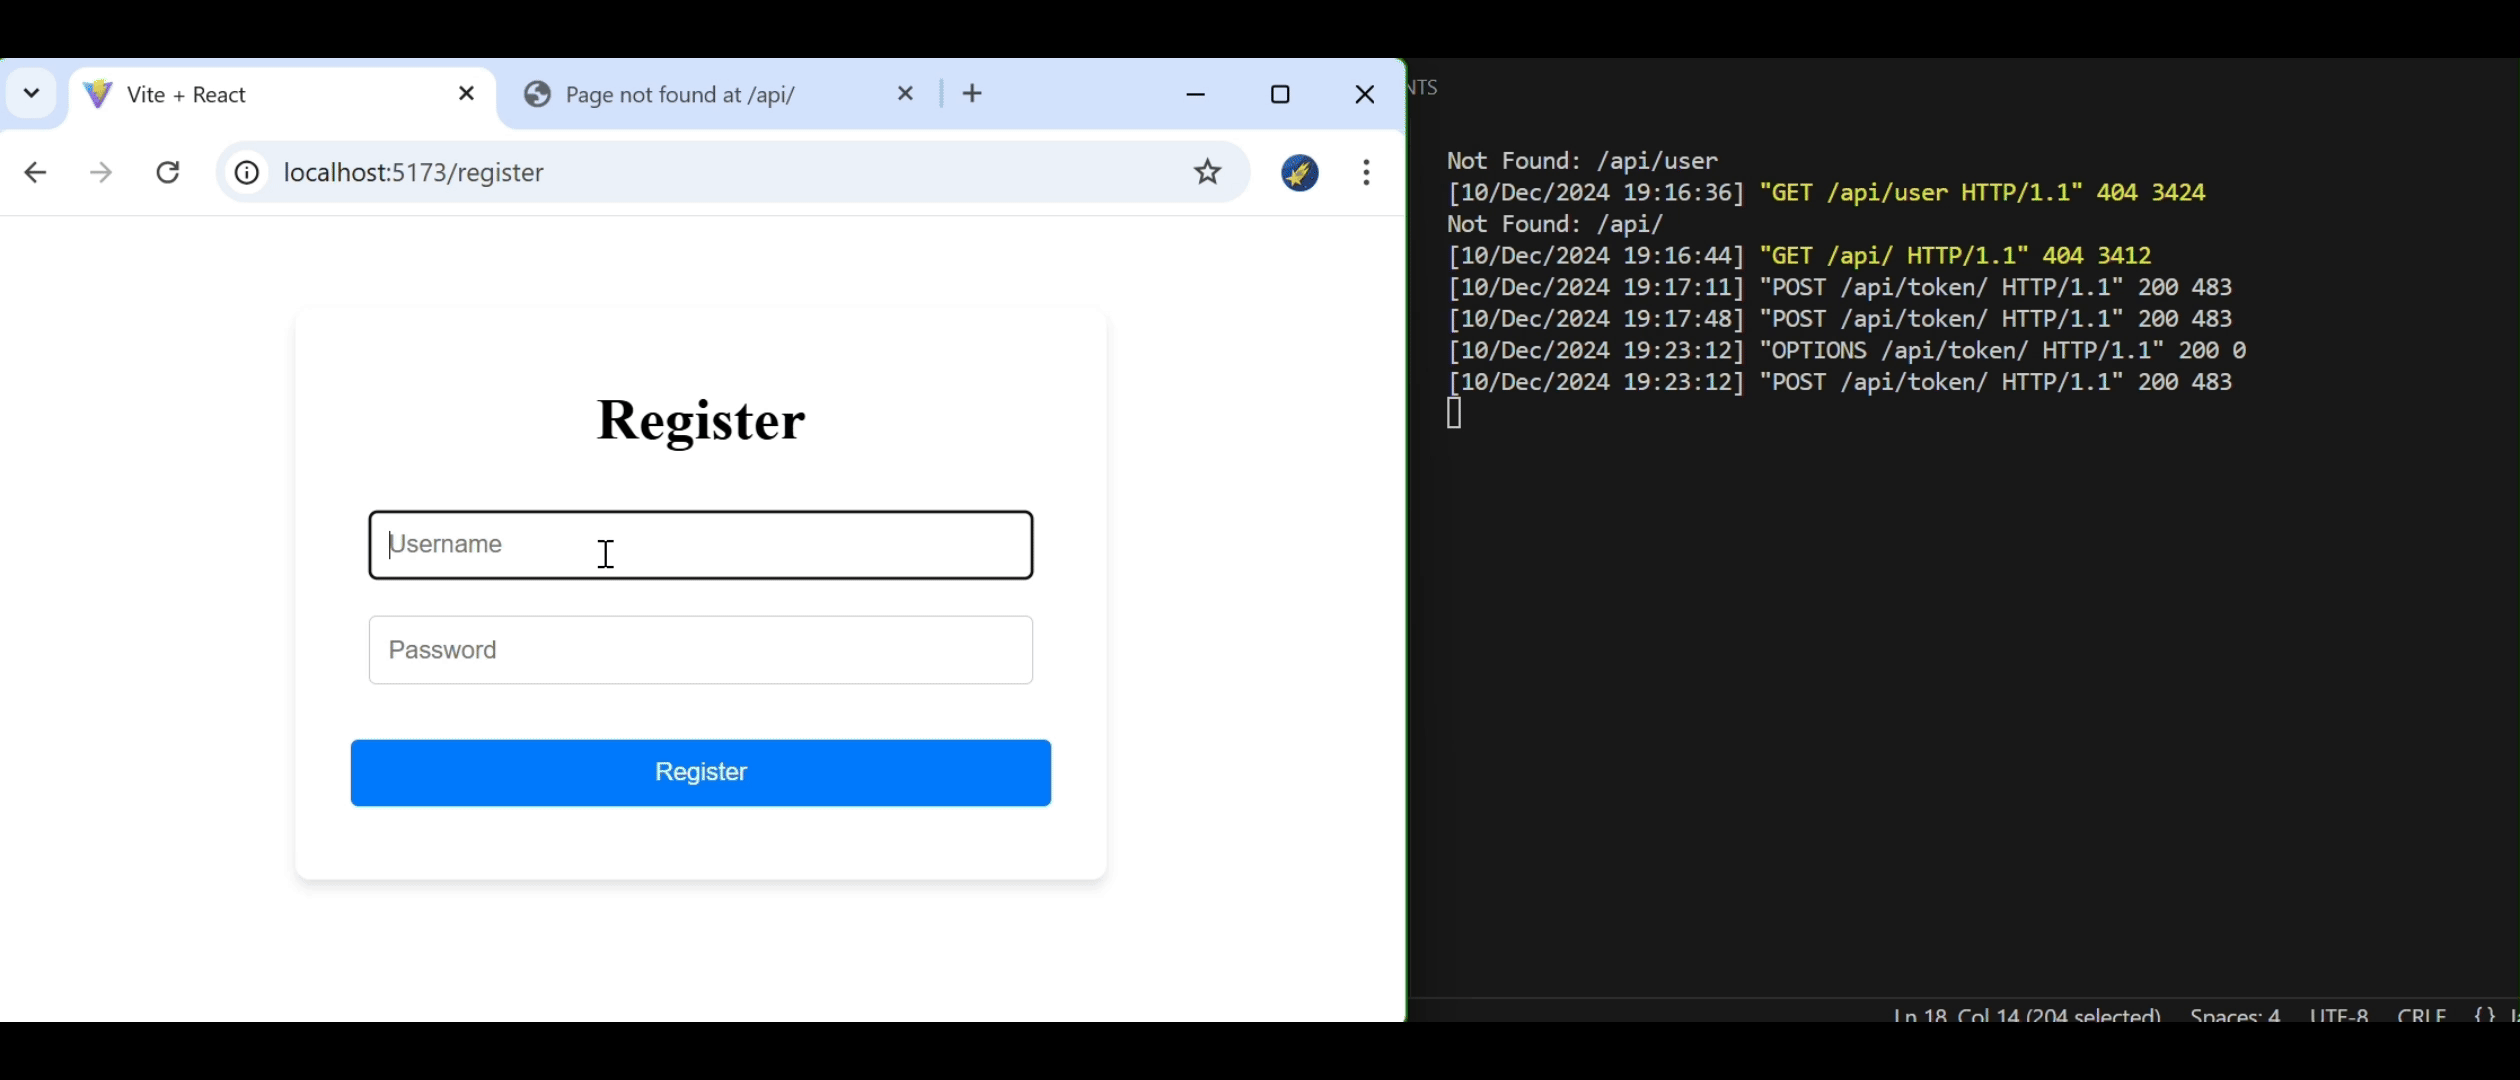 Vite + React
Page not found at /api/
localhost:5173/register
Register
Username
Password
Register
NTS
Not Found: /api/user
[10/Dec/2024 19:16:36] "GET /api/user HTTP/1.1" 404 3424
Not Found: /api/
[10/Dec/2024 19:16:44] "GET /api/ HTTP/1.1" 404 3412
[10/Dec/2024 19:17:11] "POST /api/token/ HTTP/1.1" 200 483
[10/Dec/2024 19:17:48] "POST /api/token/ HTTP/1.1" 200 483
[10/Dec/2024 19:23:12] "OPTIONS /api/token/ HTTP/1.1" 200 0
[10/Dec/2024 19:23:12] "POST /api/token/ HTTP/1.1" 200 483
Ln 18, Col 14 (204 selected) Spaces: 4 UTF-8 CRLF {}